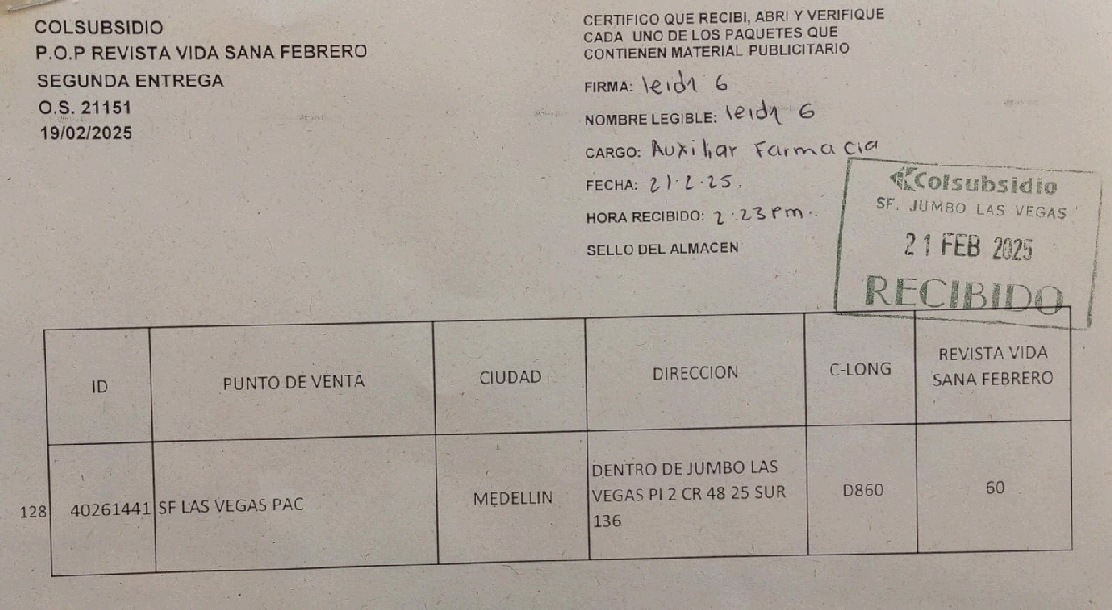 COLSUBSIDIO
P.O.P REVISTA VIDA SANA FEBRERO
SEGUNDA ENTREGA
O.S. 21151
19/02/2025
CERTIFICO QUE RECIBI, ABRI Y VERIFIQUE
CADA UNO DE LOS PAQUETES QUE
CONTIENEN MATERIAL PUBLICITARIO
FIRMA: leidy G
NOMBRE LEGIBLE: leidy G
CARGO: Auxiliar Farmacia
FECHA: 21·2·25.
HORA RECIBIDO: 2·23 Pm.
SELLO DEL ALMACEN
Colsubsidio
SF. JUMBO LAS VEGAS
21 FEB 2025
RECIBIDO
ID PUNTO DE VENTA CIUDAD DIRECCION C-LONG REVISTA VIDA
SANA FEBRERO
128 40261441 SF LAS VEGAS PAC MEDELLIN DENTRO DE JUMBO LAS
VEGAS PI 2 CR 48 25 SUR
136
D860 60